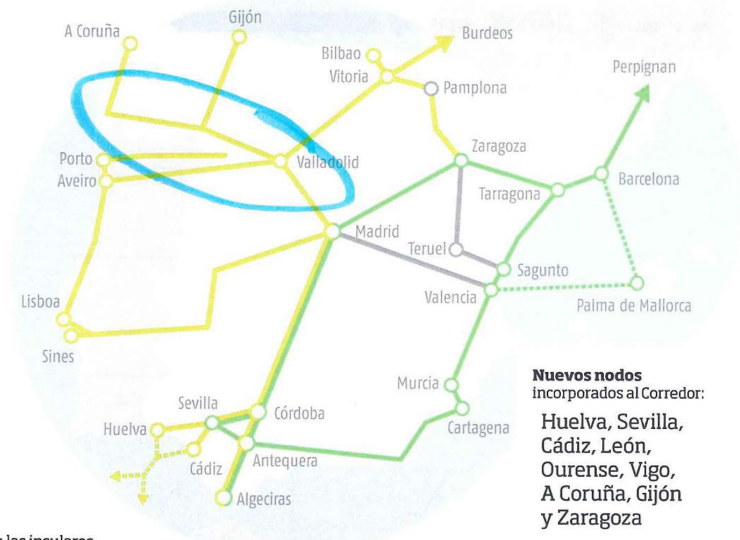 Gijón
A Coruña
Bilbao
Burdeos
Vitoria
Perpignan
Pamplona
Porto
Valladolid
Zaragoza
Aveiro
Tarragona
Barcelona
Madrid
Teruel
Sagunto
Valencia
Palma de Mallorca
Lisboa
Sines
Murcia
Nuevos nodos
incorporados al Corredor:
Huelva, Sevilla,
Cádiz, León,
Ourense, Vigo,
A Coruña, Gijón
y Zaragoza
Sevilla
Córdoba
Cartagena
Huelva
Cádiz
Antequera
Algeciras